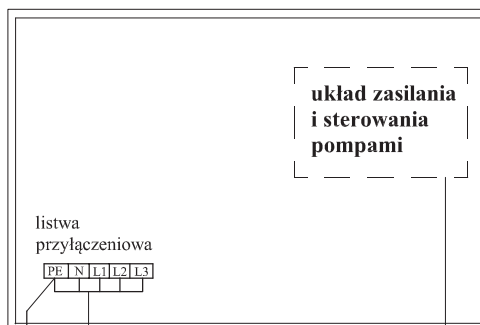 układ zasilania
i sterowania
pompami
listwa
przyłączeniowa
PE N L1 L2 L3